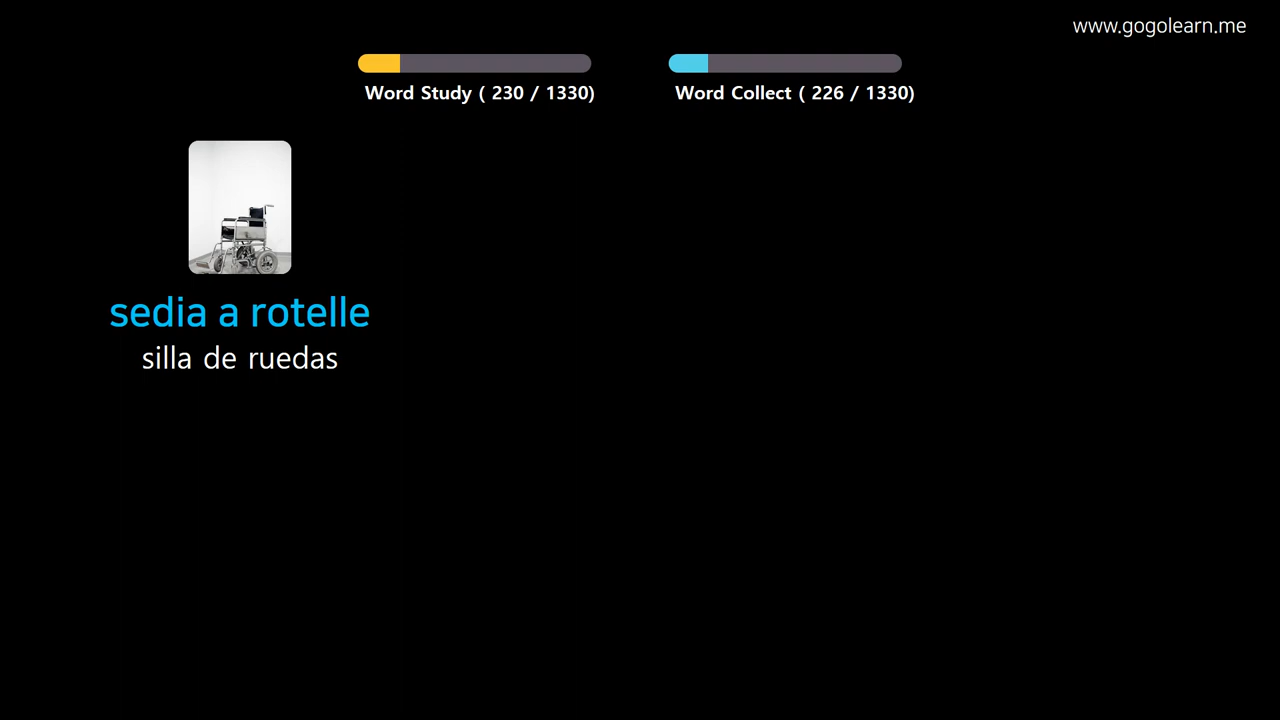 www.gogolearn.me
Word Study ( 230 / 1330)
Word Collect ( 226 / 1330)
sedia a rotelle
silla de ruedas